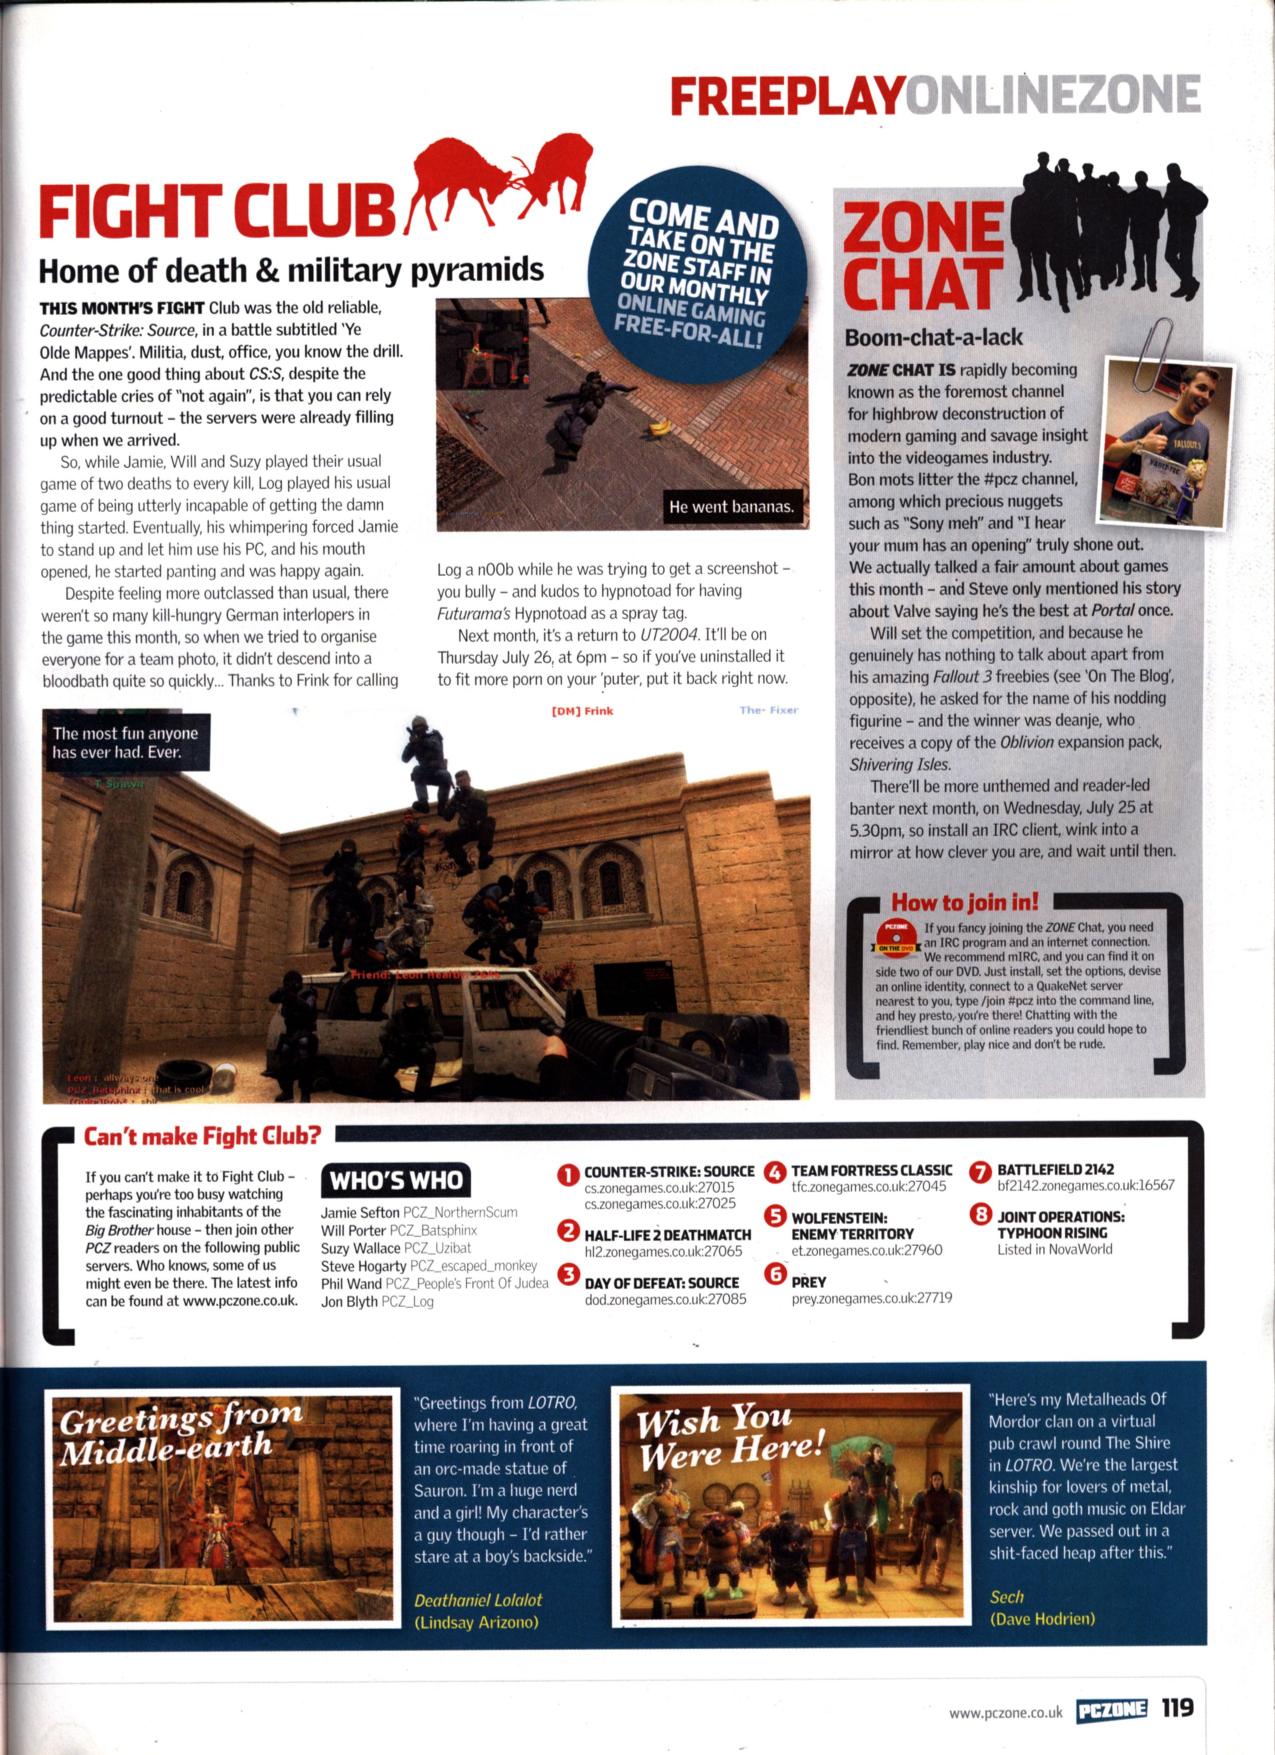 FREEPLAYONLINEZONE
FIGHT CLUB
Home of death & military pyramids
THIS MONTH'S FIGHT Club was the old reliable,
Counter-Strike: Source, in a battle subtitled 'Ye
Olde Mappes'. Militia, dust, office, you know the drill.
And the one good thing about CS:S, despite the
predictable cries of "not again", is that you can rely
on a good turnout – the servers were already filling
up when we arrived.
So, while Jamie, Will and Suzy played their usual
game of two deaths to every kill, Log played his usual
game of being utterly incapable of getting the damn
thing started. Eventually, his whimpering forced Jamie
to stand up and let him use his PC, and his mouth
opened, he started panting and was happy again.
Despite feeling more outclassed than usual, there
weren't so many kill-hungry German interlopers in
the game this month, so when we tried to organise
everyone for a team photo, it didn't descend into a
bloodbath quite so quickly... Thanks to Frink for calling
COME AND
TAKE ON THE
ZONE STAFF IN
OUR MONTHLY
ONLINE GAMING
FREE-FOR-ALL!
He went bananas.
Log a n00b while he was trying to get a screenshot –
you bully – and kudos to hypnotoad for having
Futurama's Hypnotoad as a spray tag.
Next month, it's a return to UT2004. It'll be on
Thursday July 26, at 6pm – so if you've uninstalled it
to fit more porn on your 'puter, put it back right now.
The most fun anyone
has ever had. Ever.
[DM] Frink
The- Fixer
ZONE
CHAT
Boom-chat-a-lack
ZONE CHAT IS rapidly becoming
known as the foremost channel
for highbrow deconstruction of
modern gaming and savage insight
into the videogames industry.
Bon mots litter the #pcz channel,
among which precious nuggets
such as "Sony meh" and "I hear
your mum has an opening" truly shone out.
We actually talked a fair amount about games
this month – and Steve only mentioned his story
about Valve saying he's the best at Portal once.
Will set the competition, and because he
genuinely has nothing to talk about apart from
his amazing Fallout 3 freebies (see 'On The Blog',
opposite), he asked for the name of his nodding
figurine – and the winner was deanje, who
receives a copy of the Oblivion expansion pack,
Shivering Isles.
There'll be more unthemed and reader-led
banter next month, on Wednesday, July 25 at
5.30pm, so install an IRC client, wink into a
mirror at how clever you are, and wait until then.
How to join in!
PCZONE
ON THE DVD
If you fancy joining the ZONE Chat, you need
an IRC program and an internet connection.
We recommend mIRC, and you can find it on
side two of our DVD. Just install, set the options, devise
an online identity, connect to a QuakeNet server
nearest to you, type /join #pcz into the command line,
and hey presto, you're there! Chatting with the
friendliest bunch of online readers you could hope to
find. Remember, play nice and don't be rude.
Can't make Fight Club?
If you can't make it to Fight Club –
perhaps you're too busy watching
the fascinating inhabitants of the
Big Brother house – then join other
PCZ readers on the following public
servers. Who knows, some of us
might even be there. The latest info
can be found at www.pczone.co.uk.
WHO'S WHO
Jamie Sefton PCZ_NorthernScum
Will Porter PCZ_Batsphinx
Suzy Wallace PCZ_Uzibat
Steve Hogarty PCZ_escaped_monkey
Phil Wand PCZ_People's Front Of Judea
Jon Blyth PCZ_Log
1 COUNTER-STRIKE: SOURCE
cs.zonegames.co.uk:27015
cs.zonegames.co.uk:27025
2 HALF-LIFE 2 DEATHMATCH
hl2.zonegames.co.uk:27065
3 DAY OF DEFEAT: SOURCE
dod.zonegames.co.uk:27085
4 TEAM FORTRESS CLASSIC
tfc.zonegames.co.uk:27045
5 WOLFENSTEIN:
ENEMY TERRITORY
et.zonegames.co.uk:27960
6 PREY
prey.zonegames.co.uk:27719
7 BATTLEFIELD 2142
bf2142.zonegames.co.uk:16567
8 JOINT OPERATIONS:
TYPHOON RISING
Listed in NovaWorld
Greetings from
Middle-earth
"Greetings from LOTRO,
where I'm having a great
time roaring in front of
an orc-made statue of
Sauron. I'm a huge nerd
and a girl! My character's
a guy though – I'd rather
stare at a boy's backside."
Deathaniel Lolalot
(Lindsay Arizono)
Wish You
Were Here!
"Here's my Metalheads Of
Mordor clan on a virtual
pub crawl round The Shire
in LOTRO. We're the largest
kinship for lovers of metal,
rock and goth music on Eldar
server. We passed out in a
shit-faced heap after this."
Sech
(Dave Hodrien)
www.pczone.co.uk PCZONE 119